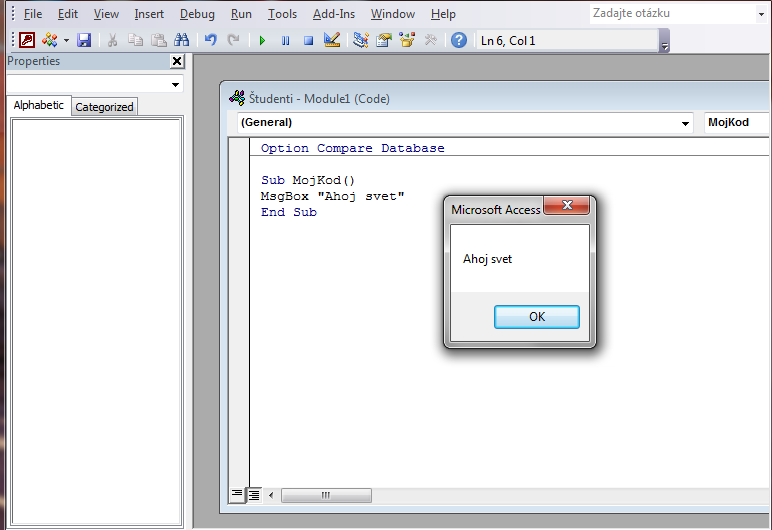 File Edit View Insert Debug Run Tools Add-Ins Window Help Zadajte otázku
Ln 6, Col 1
Properties
Alphabetic Categorized
Študenti - Module1 (Code)
(General) MojKod
Option Compare Database
Sub MojKod()
MsgBox "Ahoj svet"
End Sub
Microsoft Access
Ahoj svet
OK